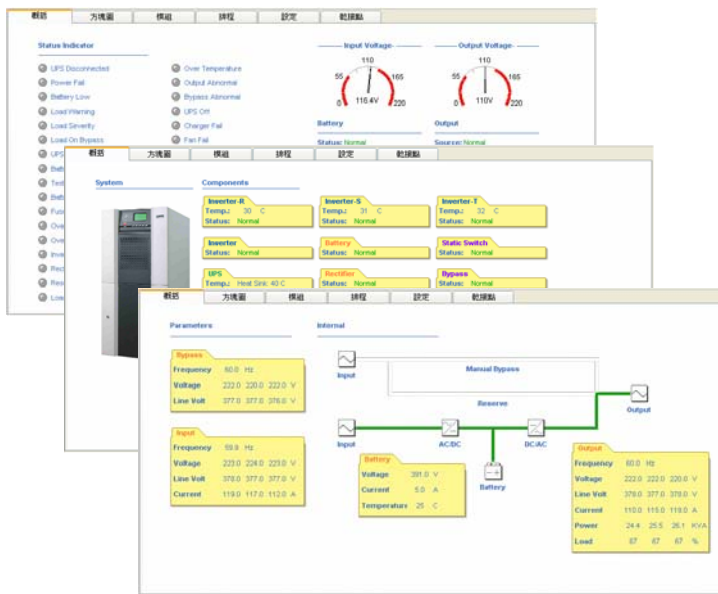 概括 方塊圖 模組 排程 設定 乾接點
Status Indicator
UPS Disconnected
Power Fail
Battery Low
Load Warning
Load Severity
Load On Bypass
UPS
Over Temperature
Output Abnormal
Bypass Abnormal
UPS Off
Charger Fail
Fan Fail
Input Voltage
110
55 165
0 116.4V 220
Output Voltage
110
55 165
0 110V 220
Battery
Status: Normal
Output
Source: Normal
概括 方塊圖 模組 排程 設定 乾接點
System
Components
Inverter-R
Temp.: 30 C
Status: Normal
Inverter-S
Temp.: 31 C
Status: Normal
Inverter-T
Temp.: 32 C
Status: Normal
Inverter
Status: Normal
Battery
Status: Normal
Static Switch
Status: Normal
UPS
Temp.: Heat Sink: 40 C
Rectifier
Status: Normal
Bypass
Status: Normal
概括 方塊圖 模組 排程 設定 乾接點
Parameters
Internal
Bypass
Frequency 60.0 Hz
Voltage 222.0 220.0 222.0 V
Line Volt 377.0 377.0 376.0 V
Input
Frequency 59.9 Hz
Voltage 223.0 224.0 223.0 V
Line Volt 378.0 377.0 377.0 V
Current 119.0 117.0 112.0 A
Input
Manual Bypass
Reserve
Input
AC/DC
DC/AC
Output
Battery
Battery
Voltage 391.0 V
Current 5.0 A
Temperature 25 C
Output
Frequency 60.0 Hz
Voltage 222.0 222.0 220.0 V
Line Volt 379.0 377.0 378.0 V
Current 110.0 115.0 118.0 A
Power 24.4 25.5 26.1 KVA
Load 67 67 67 %